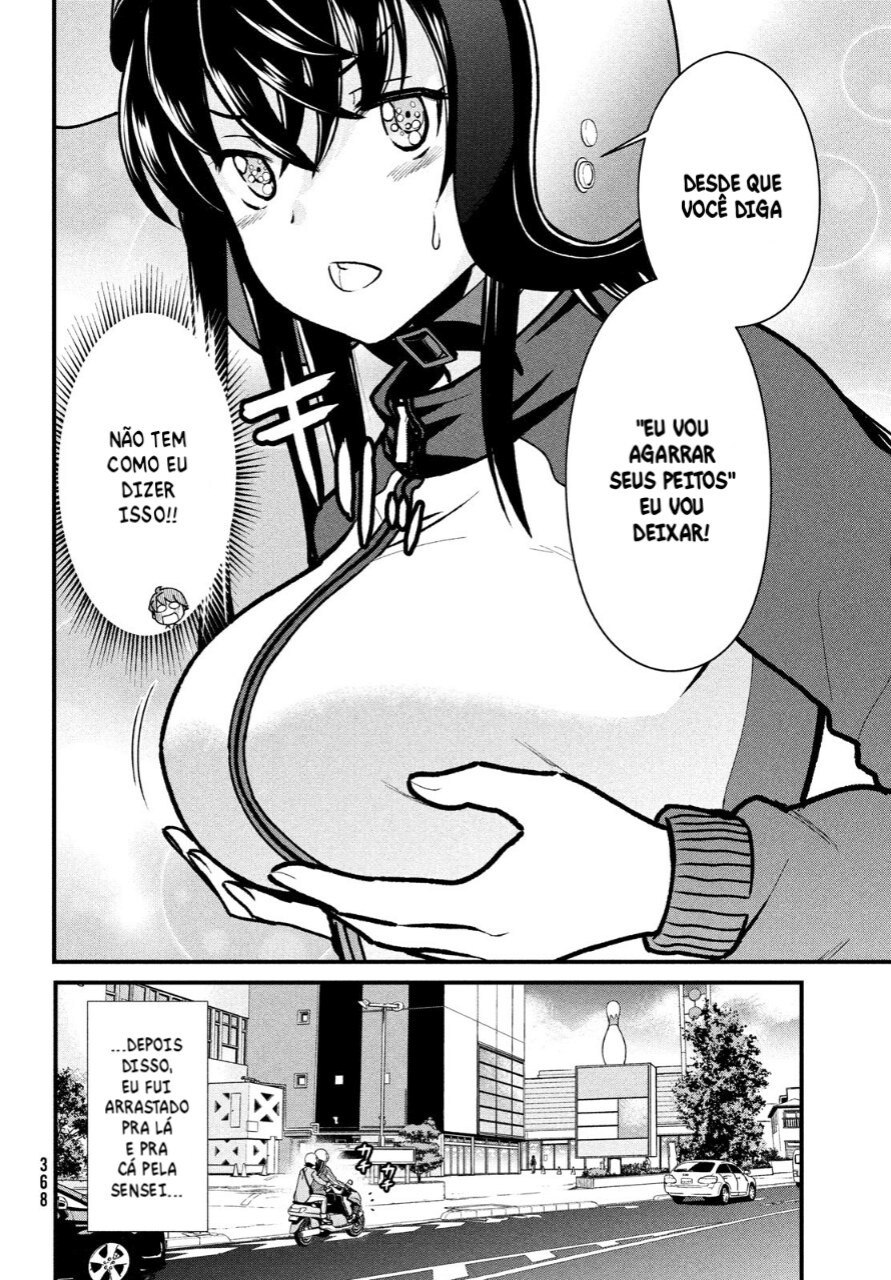 DESDE QUE
VOCÊ DIGA
"EU VOU
AGARRAR
SEUS PEITOS"
EU VOU
DEIXAR!
NÃO TEM
COMO EU
DIZER
ISSO!!
...DEPOIS
DISSO,
EU FUI
ARRASTADO
PRA LÁ
E PRA
CÁ PELA
SENSEI...
368